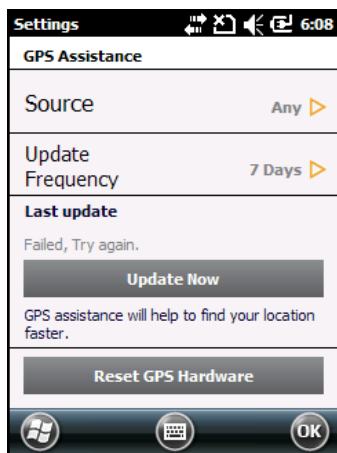 Settings 6:08
GPS Assistance
Source Any
Update
Frequency 7 Days
Last update
Failed, Try again.
Update Now
GPS assistance will help to find your location
faster.
Reset GPS Hardware
OK